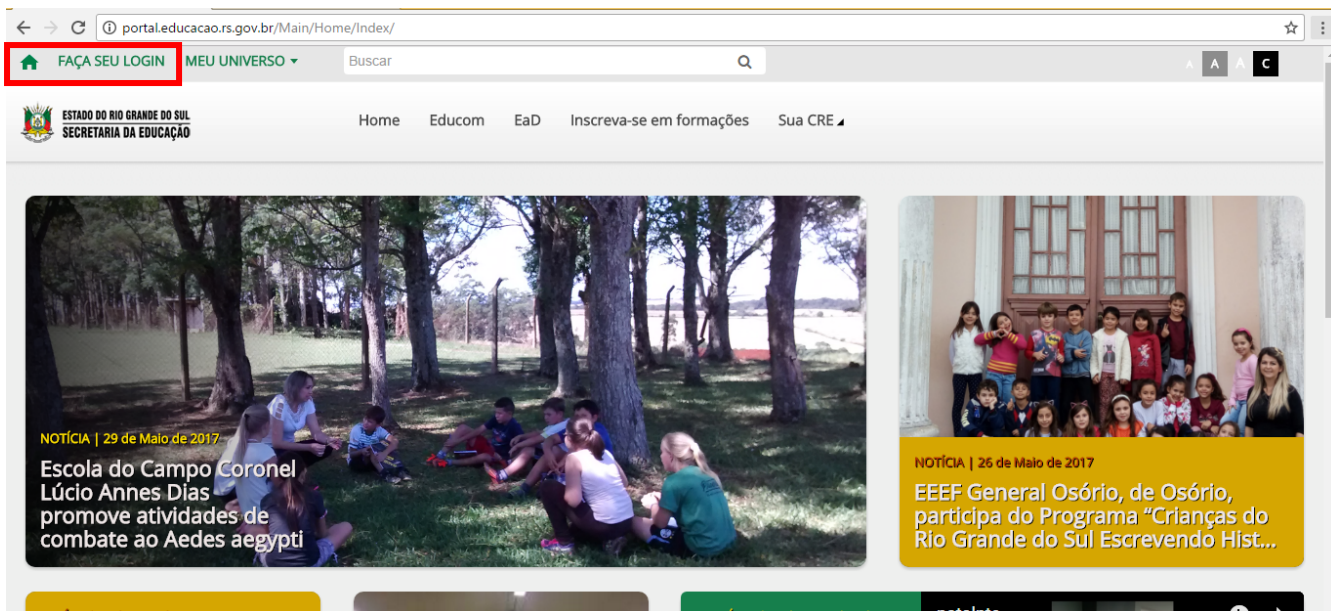 portal.educacao.rs.gov.br/Main/Home/Index/
FAÇA SEU LOGIN MEU UNIVERSO Buscar A A A C
ESTADO DO RIO GRANDE DO SUL
SECRETARIA DA EDUCAÇÃO
Home Educom EaD Inscreva-se em formações Sua CRE
NOTÍCIA | 29 de Maio de 2017
Escola do Campo Coronel
Lúcio Annes Dias
promove atividades de
combate ao Aedes aegypti
NOTÍCIA | 26 de Maio de 2017
EEEF General Osório, de Osório,
participa do Programa “Crianças do
Rio Grande do Sul Escrevendo Hist...